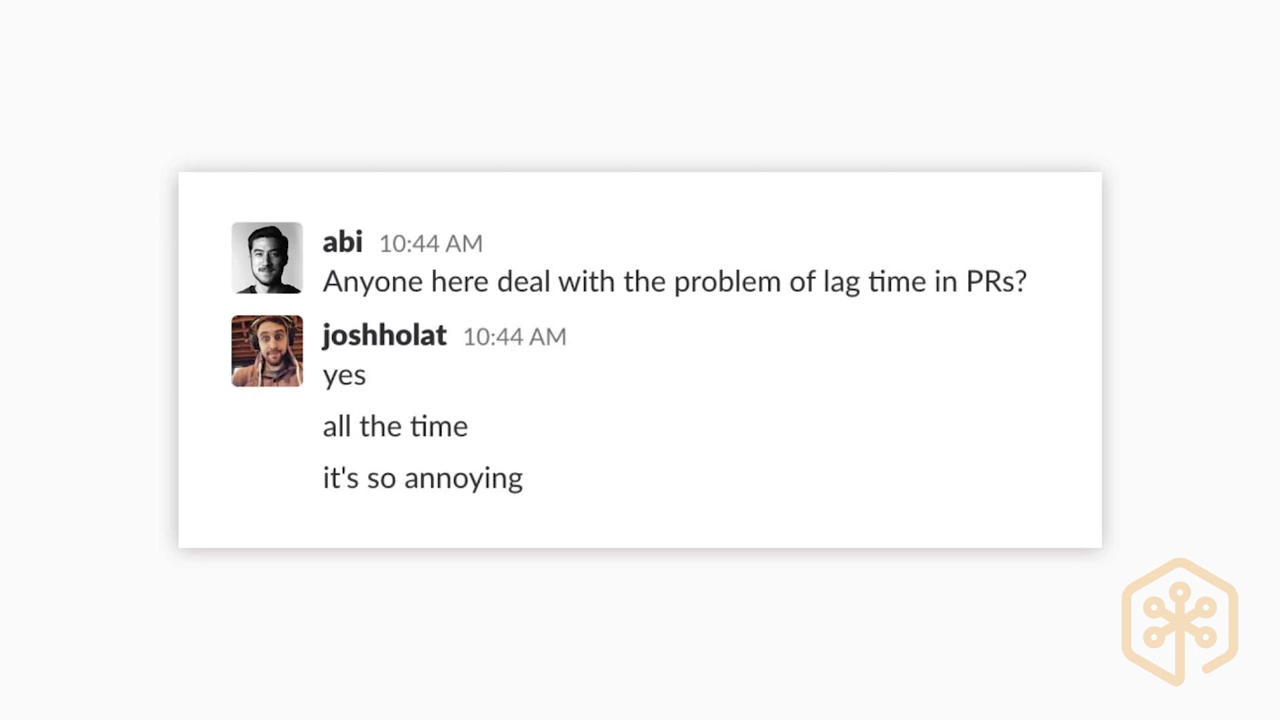 abi 10:44 AM
Anyone here deal with the problem of lag time in PRs?
joshholat 10:44 AM
yes
all the time
it's so annoying